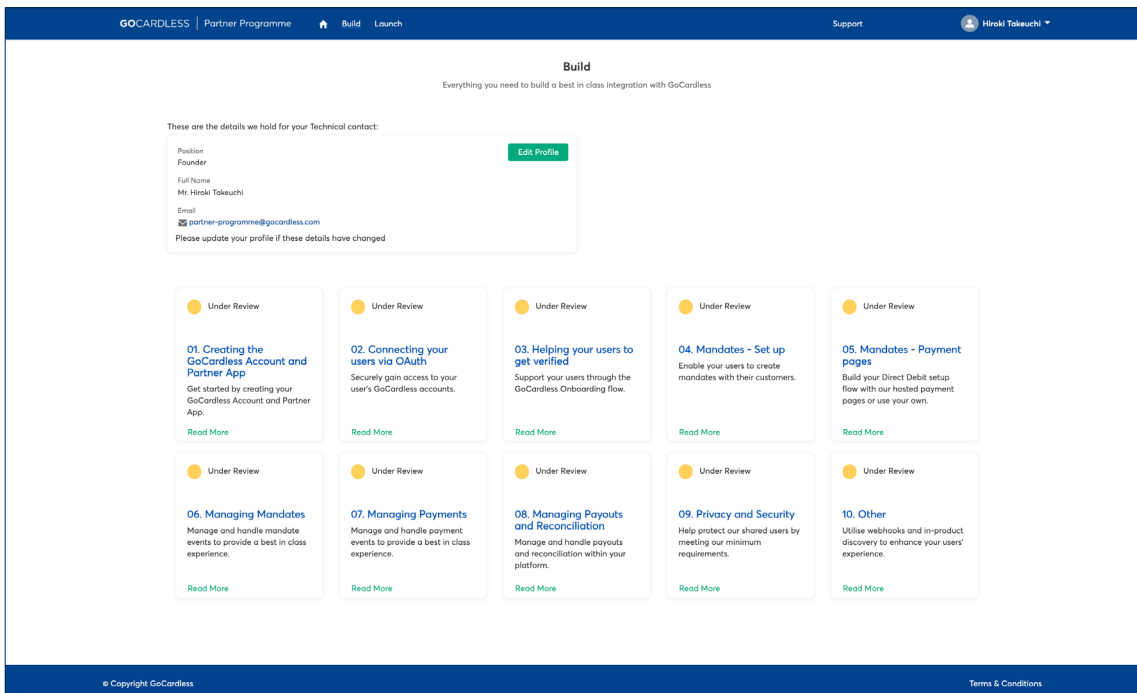 GOCARDLESS | Partner Programme
Build
Launch
Support
Hiroki Takeuchi
Build
Everything you need to build a best in class integration with GoCardless
These are the details we hold for your Technical contact:
Position
Founder
Edit Profile
Full Name
Mr. Hiroki Takeuchi
Email
partner-programme@gocardless.com
Please update your profile if these details have changed
Under Review
01. Creating the
GoCardless Account and
Partner App
Get started by creating your
GoCardless Account and Partner
App.
Read More
Under Review
02. Connecting your
users via OAuth
Securely gain access to your
user's GoCardless accounts.
Read More
Under Review
03. Helping your users to
get verified
Support your users through the
GoCardless Onboarding flow.
Read More
Under Review
04. Mandates - Set up
Enable your users to create
mandates with their customers.
Read More
Under Review
05. Mandates - Payment
pages
Build your Direct Debit setup
flow with our hosted payment
pages or use your own.
Read More
Under Review
06. Managing Mandates
Manage and handle mandate
events to provide a best in class
experience.
Read More
Under Review
07. Managing Payments
Manage and handle payment
events to provide a best in class
experience.
Read More
Under Review
08. Managing Payouts
and Reconciliation
Manage and handle payouts
and reconciliation within your
platform.
Read More
Under Review
09. Privacy and Security
Help protect our shared users by
meeting our minimum
requirements.
Read More
Under Review
10. Other
Utilise webhooks and in-product
discovery to enhance your users'
experience.
Read More
© Copyright GoCardless
Terms & Conditions